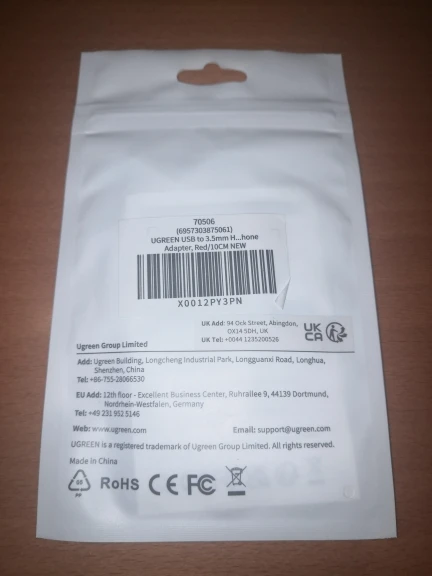 70506
(6957303875061)
UGREEN USB to 3.5mm H...hone
Adapter, Red/10CM NEW
X0012PY3PN
UK Add: 94 Ock Street, Abingdon,
OX14 5DH, UK
UK Tel: +0044 1235200526
UK
CA
Ugreen Group Limited
Add: Ugreen Building, Longcheng Industrial Park, Longguanxi Road, Longhua,
Shenzhen, China
Tel: +86-755-28066530
EU Add: 12th floor - Excellent Business Center, Ruhrallee 9, 44139 Dortmund,
Nordrhein-Westfalen, Germany
Tel: +49 231 952 5146
Web: www.ugreen.com Email: support@ugreen.com
UGREEN is a registered trademark of Ugreen Group Limited. All rights reserved.
Made in China
PP
RoHS CE FC